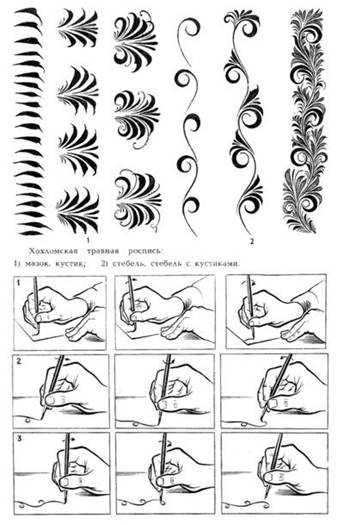 1
2
Хохломская травная роспись:
1) мазок, кустик; 2) стебель, стебель с кустиками.
1
2
3